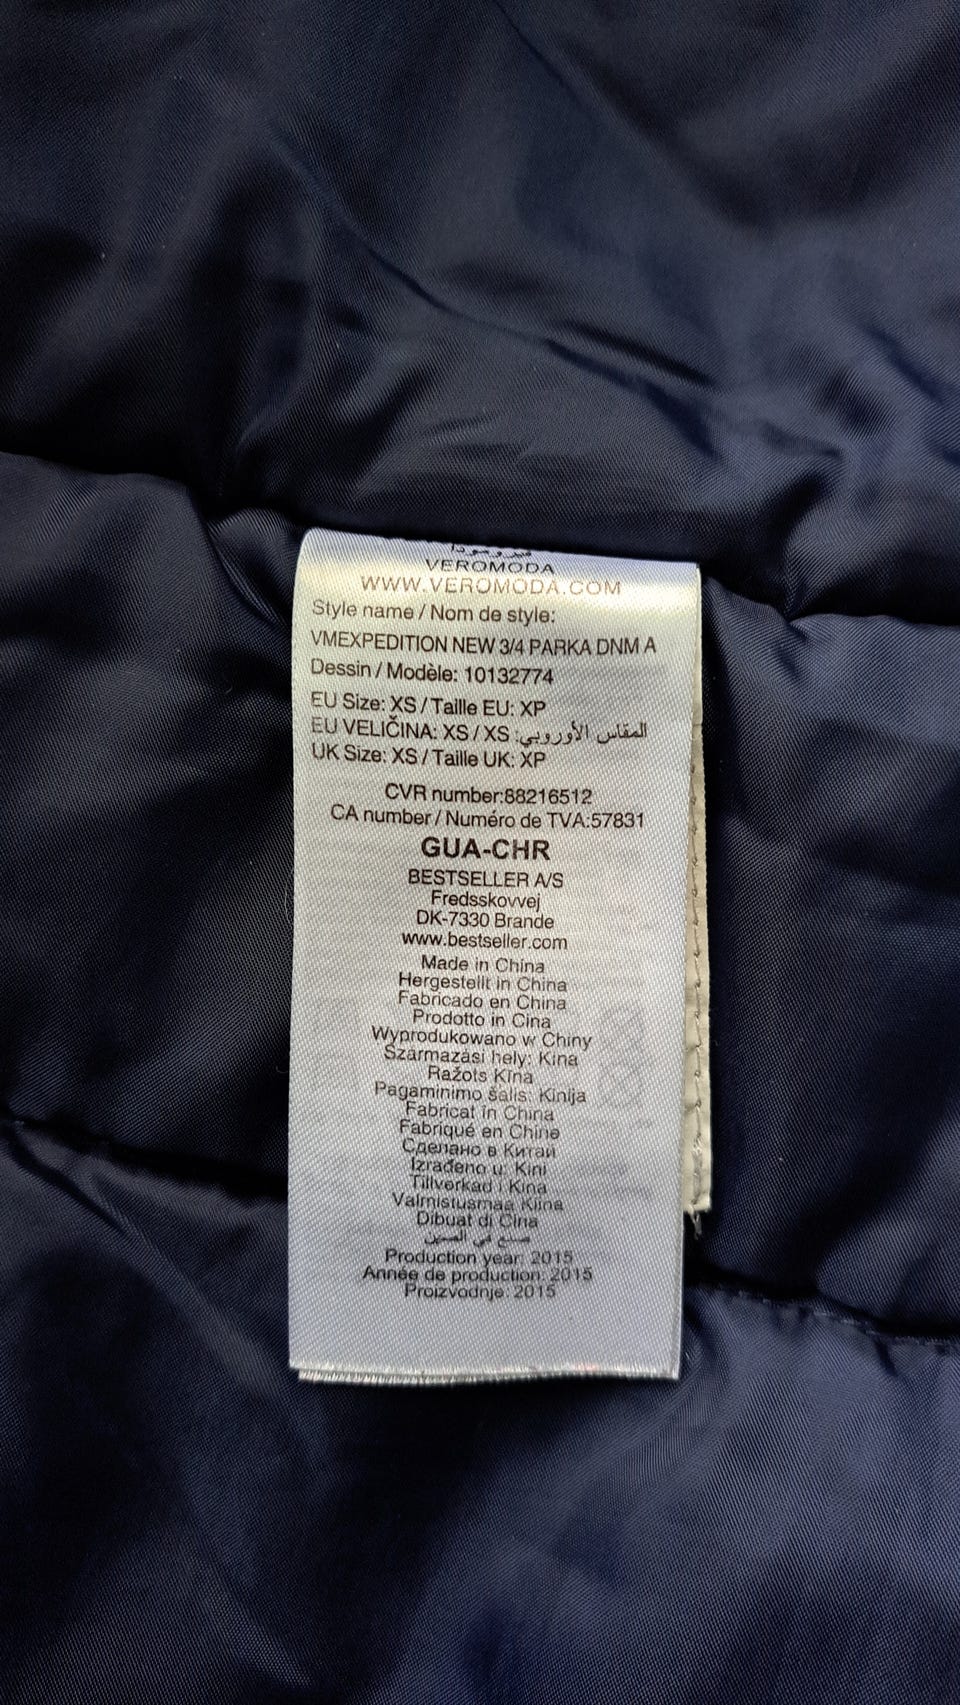 ڤيرومودا
VEROMODA
WWW.VEROMODA.COM
Style name / Nom de style:
VMEXPEDITION NEW 3/4 PARKA DNM A
Dessin / Modèle: 10132774
EU Size: XS / Taille EU: XP
EU VELIČINA: XS / XS :المقاس الأوروبي
UK Size: XS / Taille UK: XP
CVR number:88216512
CA number / Numéro de TVA:57831
GUA-CHR
BESTSELLER A/S
Fredsskovvej
DK-7330 Brande
www.bestseller.com
Made in China
Hergestellt in China
Fabricado en China
Prodotto in Cina
Wyprodukowano w Chiny
Származási hely: Kína
Ražots Kīna
Pagaminimo šalis: Kinija
Fabricat în China
Fabriqué en Chine
Сделано в Китаи
Izrađeno u: Kini
Tillverkad i Kina
Valmistusmaa Kiina
Dibuat di Cina
صنع في الصين
Production year: 2015
Année de production: 2015
Proizvodnje: 2015